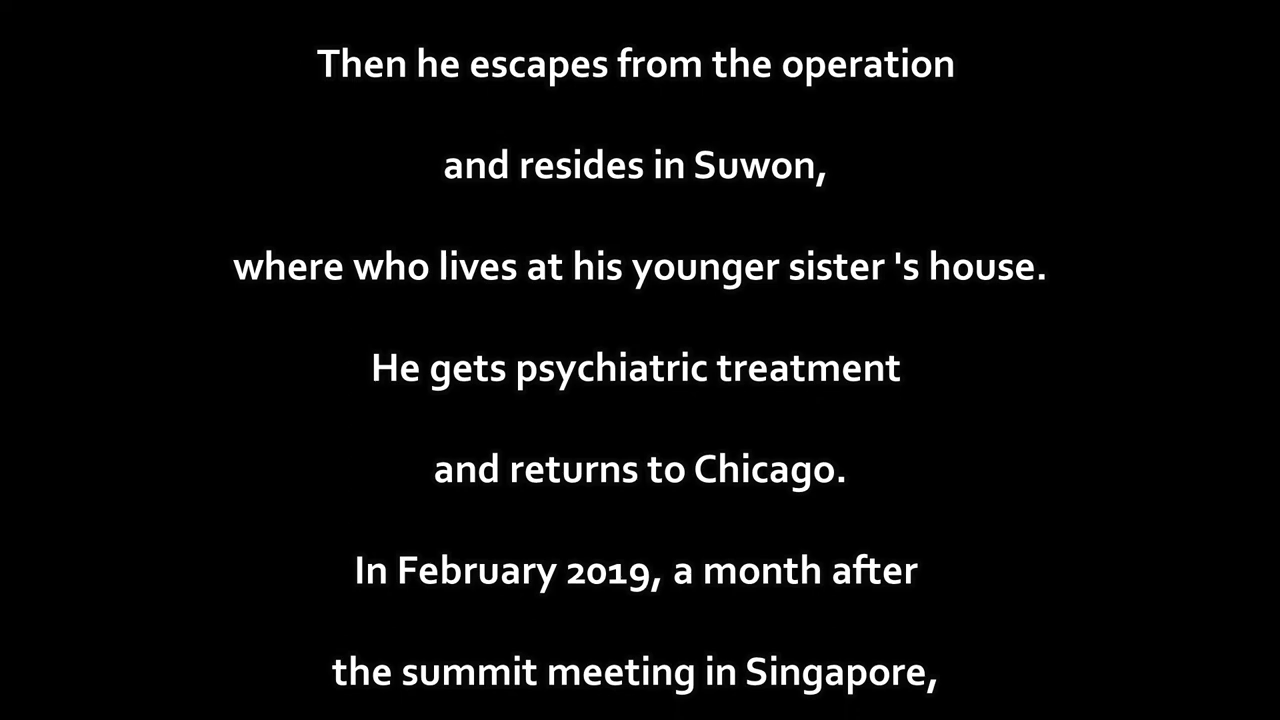 Then he escapes from the operation
and resides in Suwon,
where who lives at his younger sister 's house.
He gets psychiatric treatment
and returns to Chicago.
In February 2019, a month after
the summit meeting in Singapore,